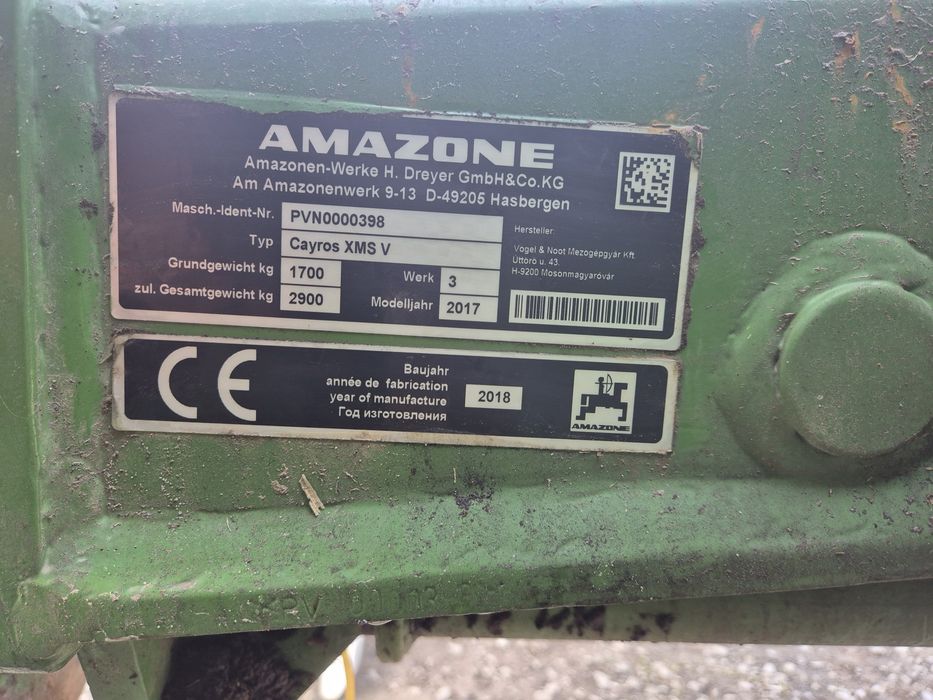 AMAZONE
Amazonen-Werke H. Dreyer GmbH&Co.KG
Am Amazonenwerk 9-13 D-49205 Hasbergen
Masch.-Ident-Nr. PVN0000398
Typ Cayros XMS V
Grundgewicht kg 1700 Werk 3
zul. Gesamtgewicht kg 2900 Modelljahr 2017
Hersteller
Vogel & Noot Mezogépgyár Kft
Úttöro u. 43.
H-9200 Mosonmagyaróvár
CE
Baujahr
année de fabrication
year of manufacture 2018
Год изготовления
AMAZONE